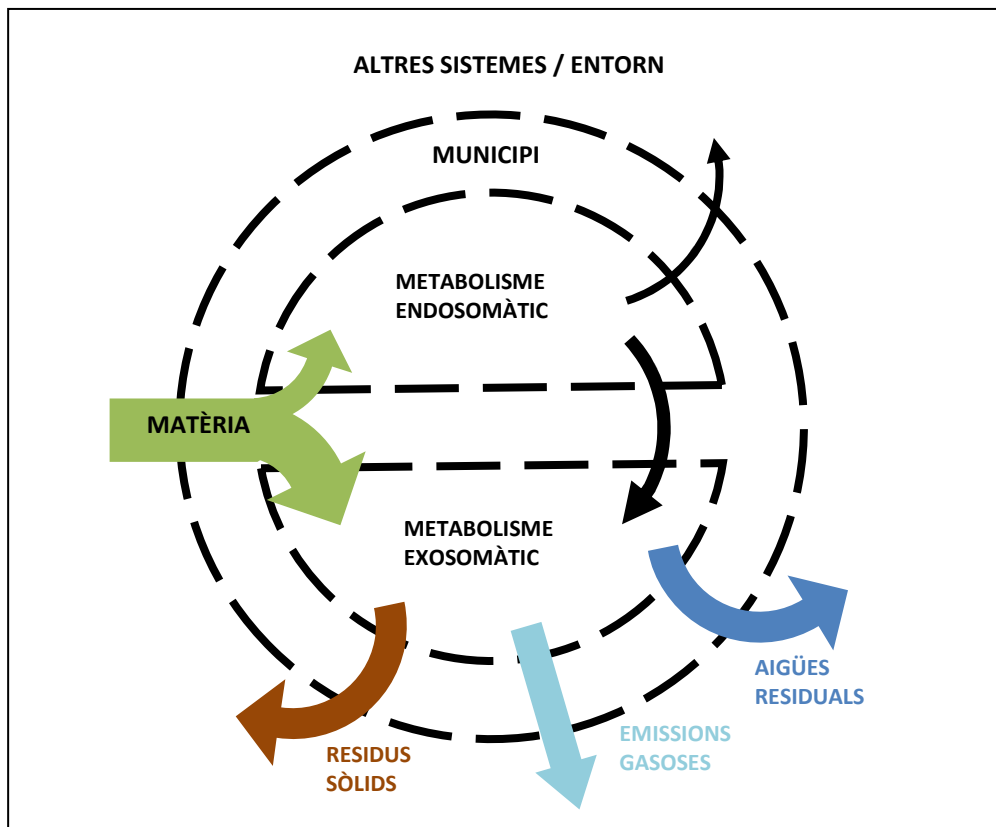 ALTRES SISTEMES / ENTORN
MUNICIPI
METABOLISME
ENDOSOMÀTIC
MATÈRIA
METABOLISME
EXOSOMÀTIC
AIGÜES
RESIDUALS
EMISSIONS
GASOSES
RESIDUS
SÒLIDS